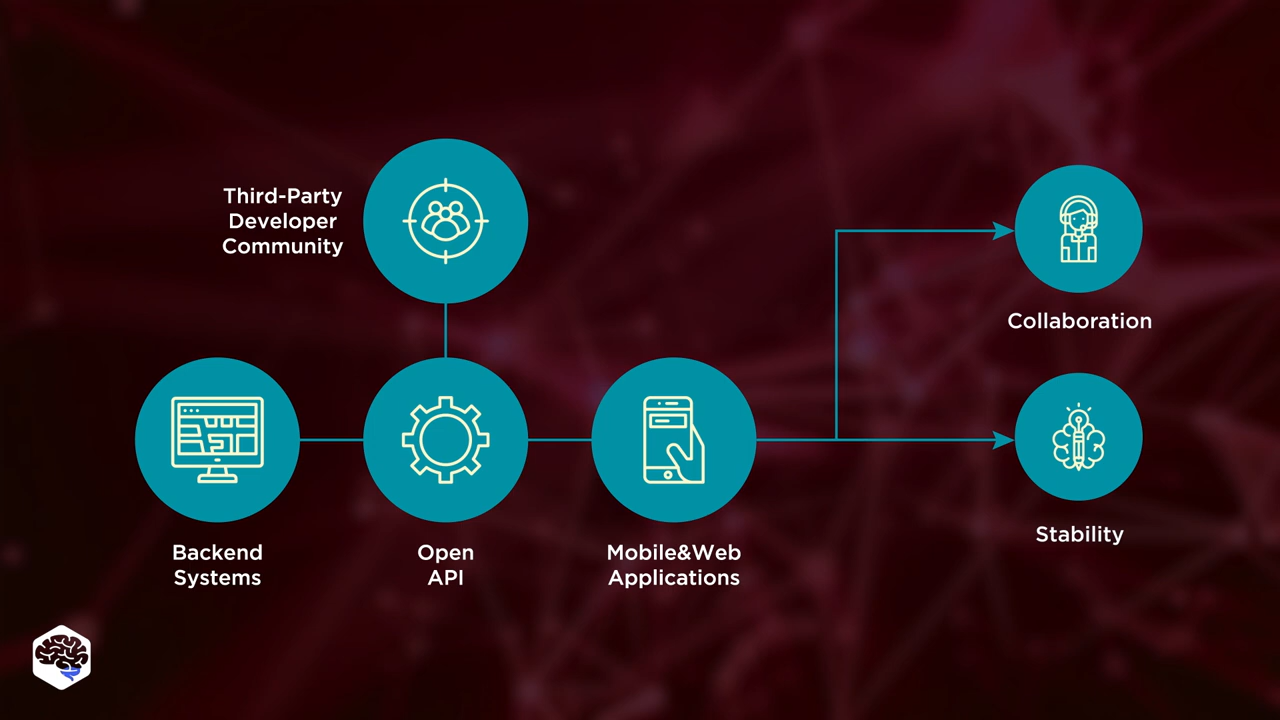 Third-Party
Developer
Community
Collaboration
Stability
Backend
Systems
Open
API
Mobile&Web
Applications